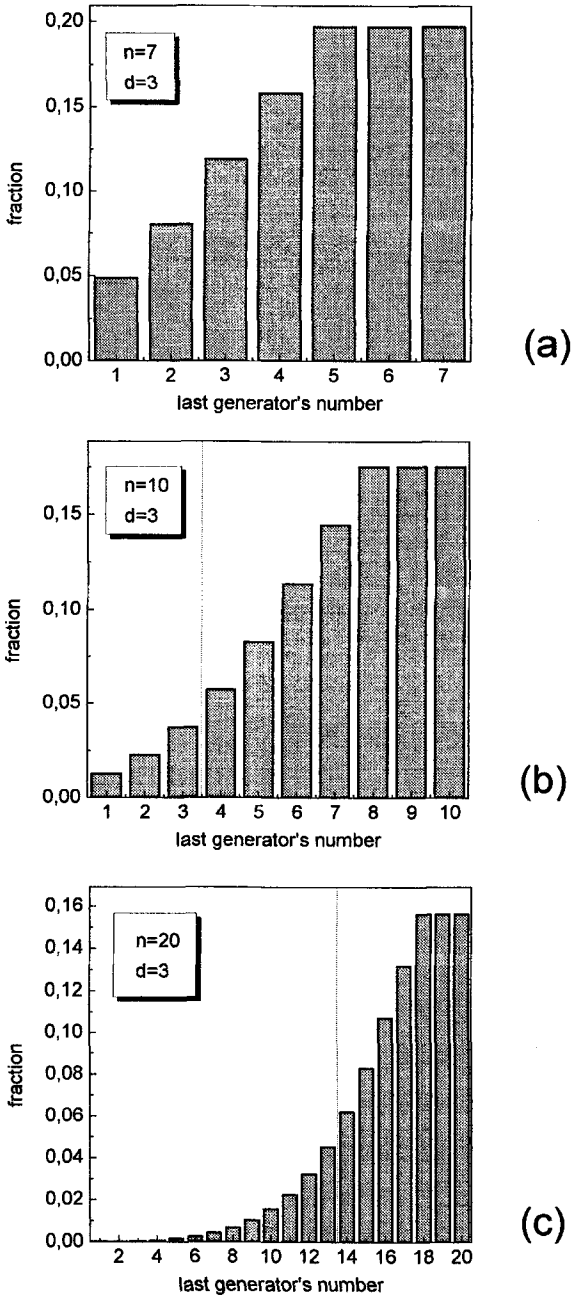 0,20
n=7
d=3
0,15
fraction
0,10
0,05
0,00
1 2 3 4 5 6 7
last generator's number
(a)
n=10
d=3
0,15
fraction
0,10
0,05
0,00
1 2 3 4 5 6 7 8 9 10
last generator's number
(b)
0,16
n=20
d=3
0,14
0,12
0,10
fraction
0,08
0,06
0,04
0,02
0,00
2 4 6 8 10 12 14 16 18 20
last generator's number
(c)